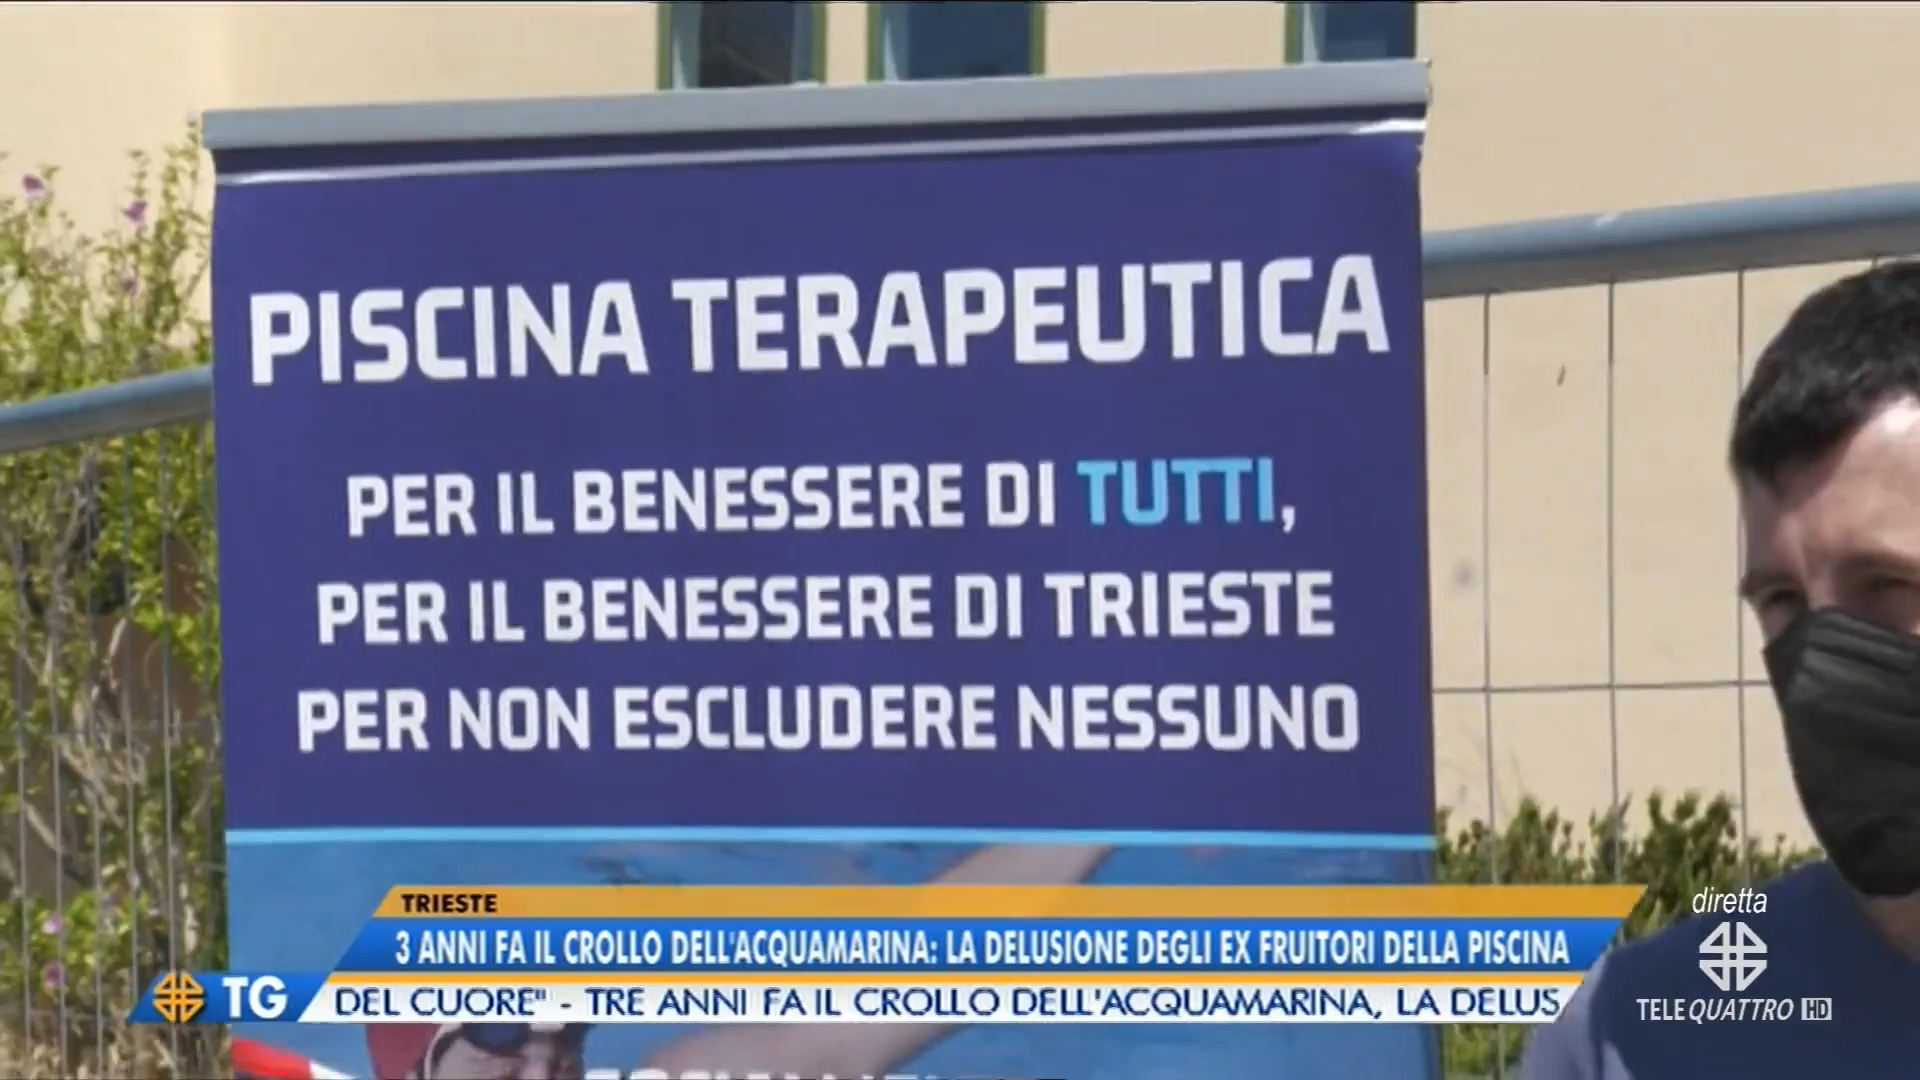 PISCINA TERAPEUTICA
PER IL BENESSERE DI TUTTI,
PER IL BENESSERE DI TRIESTE
PER NON ESCLUDERE NESSUNO
TRIESTE
3 ANNI FA IL CROLLO DELL'ACQUAMARINA: LA DELUSIONE DEGLI EX FRUITORI DELLA PISCINA
TG
DEL CUORE" - TRE ANNI FA IL CROLLO DELL'ACQUAMARINA, LA DELUS
diretta
TELEQUATTRO HD